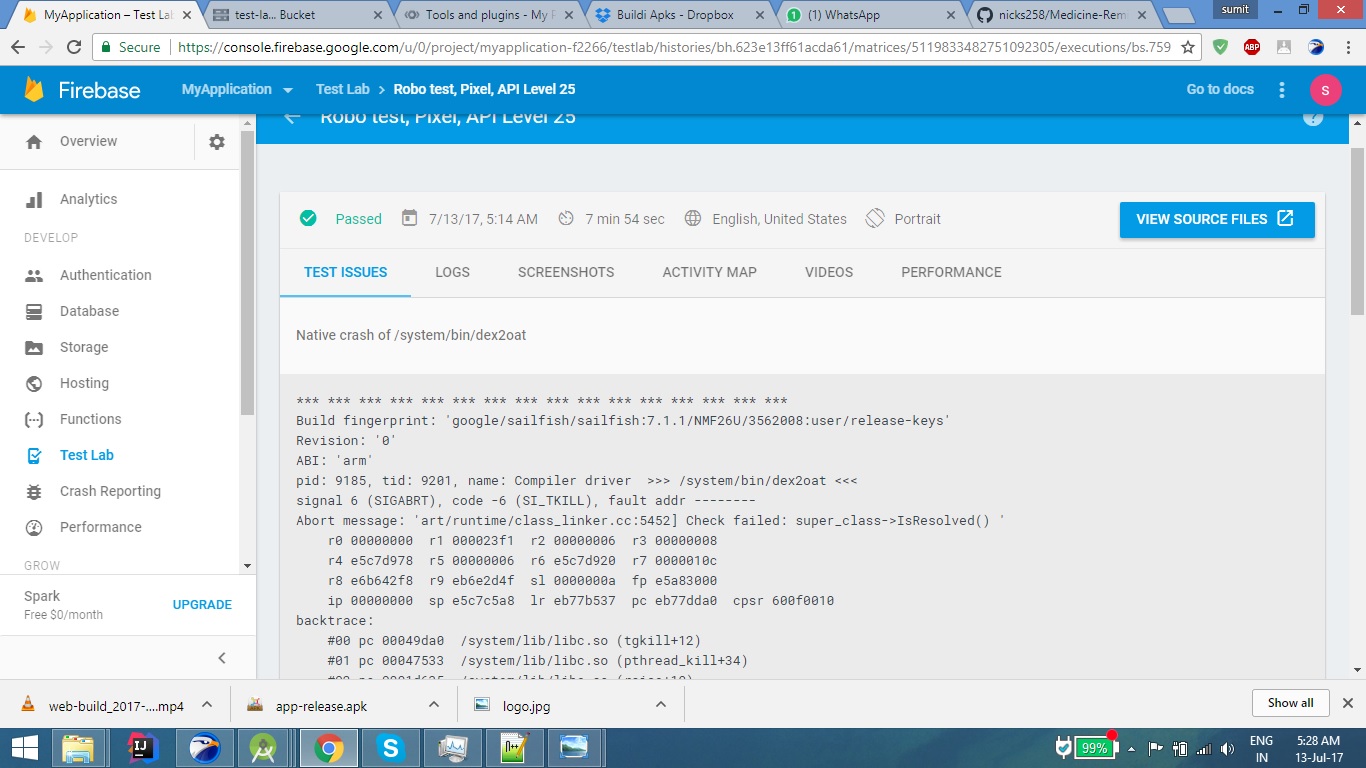 MyApplication – Test La
test-la... Bucket
Tools and plugins - My F
Buildi Apks - Dropbox
(1) WhatsApp
nicks258/Medicine-Rem
sumit
Secure
https://console.firebase.google.com/u/0/project/myapplication-f2266/testlab/histories/bh.623e13ff61acda61/matrices/5119833482751092305/executions/bs.759
ABP
Firebase
MyApplication
Test Lab > Robo test, Pixel, API Level 25
Go to docs
S
Robo test, Pixel, API Level 25
?
Overview
Analytics
DEVELOP
Authentication
Database
Storage
Hosting
Functions
Test Lab
Crash Reporting
Performance
GROW
Spark
Free $0/month
UPGRADE
Passed
7/13/17, 5:14 AM
7 min 54 sec
English, United States
Portrait
VIEW SOURCE FILES
TEST ISSUES
LOGS
SCREENSHOTS
ACTIVITY MAP
VIDEOS
PERFORMANCE
Native crash of /system/bin/dex2oat
*** *** *** *** *** *** *** *** *** *** *** *** *** *** *** ***
Build fingerprint: 'google/sailfish/sailfish:7.1.1/NMF26U/3562008:user/release-keys'
Revision: '0'
ABI: 'arm'
pid: 9185, tid: 9201, name: Compiler driver >>> /system/bin/dex2oat <<<
signal 6 (SIGABRT), code -6 (SI_TKILL), fault addr --------
Abort message: 'art/runtime/class_linker.cc:5452] Check failed: super_class->IsResolved() '
r0 00000000 r1 000023f1 r2 00000006 r3 00000008
r4 e5c7d978 r5 00000006 r6 e5c7d920 r7 0000010c
r8 e6b642f8 r9 eb6e2d4f sl 0000000a fp e5a83000
ip 00000000 sp e5c7c5a8 lr eb77b537 pc eb77dda0 cpsr 600f0010
backtrace:
#00 pc 00049da0 /system/lib/libc.so (tgkill+12)
#01 pc 00047533 /system/lib/libc.so (pthread_kill+34)
web-build_2017-....mp4
app-release.apk
logo.jpg
Show all
99%
ENG
IN
5:28 AM
13-Jul-17